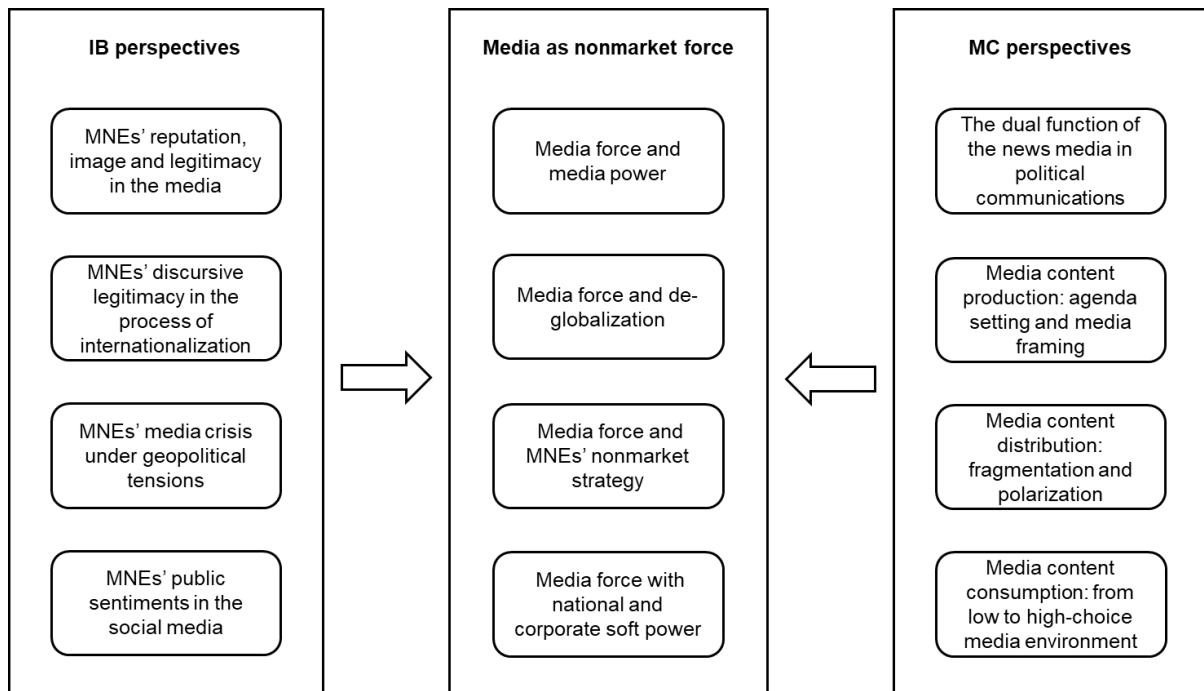 IB perspectives
MNEs’ reputation,
image and legitimacy
in the media
MNEs’ discursive
legitimacy in the
process of
internationalization
MNEs’ media crisis
under geopolitical
tensions
MNEs’ public
sentiments in the
social media
Media as nonmarket force
Media force and
media power
Media force and de-
globalization
Media force and
MNEs’ nonmarket
strategy
Media force with
national and
corporate soft power
MC perspectives
The dual function of
the news media in
political
communications
Media content
production: agenda
setting and media
framing
Media content
distribution:
fragmentation and
polarization
Media content
consumption: from
low to high-choice
media environment